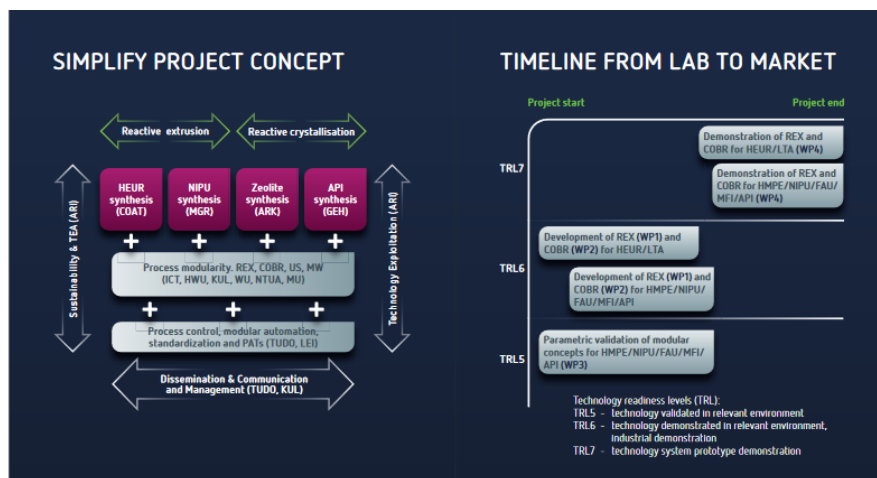 SIMPLIFY PROJECT CONCEPT
Reactive extrusion
Reactive crystallisation
Sustainability & TEA (ARI)
HEUR
synthesis
(COAT)
NIPU
synthesis
(MGR)
Zeolite
synthesis
(ARK)
API
synthesis
(GEH)
Technology Exploitation (ARI)
+ + + +
Process modularity. REX, COBR, US, MW
(ICT, HWU, KUL, WU, NTUA, MU)
+ + +
Process control, modular automation,
standardization and PATs (TUDO, LEI)
Dissemination & Communication
and Management (TUDO, KUL)
TIMELINE FROM LAB TO MARKET
Project start
Project end
TRL7
Demonstration of REX and
COBR for HEUR/LTA (WP4)
Demonstration of REX and
COBR for HMPE/NIPU/FAU/
MFI/API (WP4)
TRL6
Development of REX (WP1) and
COBR (WP2) for HEUR/LTA
Development of REX (WP1) and
COBR (WP2) for HMPE/NIPU/
FAU/MFI/API
TRL5
Parametric validation of modular
concepts for HMPE/NIPU/FAU/MFI/
API (WP3)
Technology readiness levels (TRL):
TRL5 - technology validated in relevant environment
TRL6 - technology demonstrated in relevant environment,
industrial demonstration
TRL7 - technology system prototype demonstration